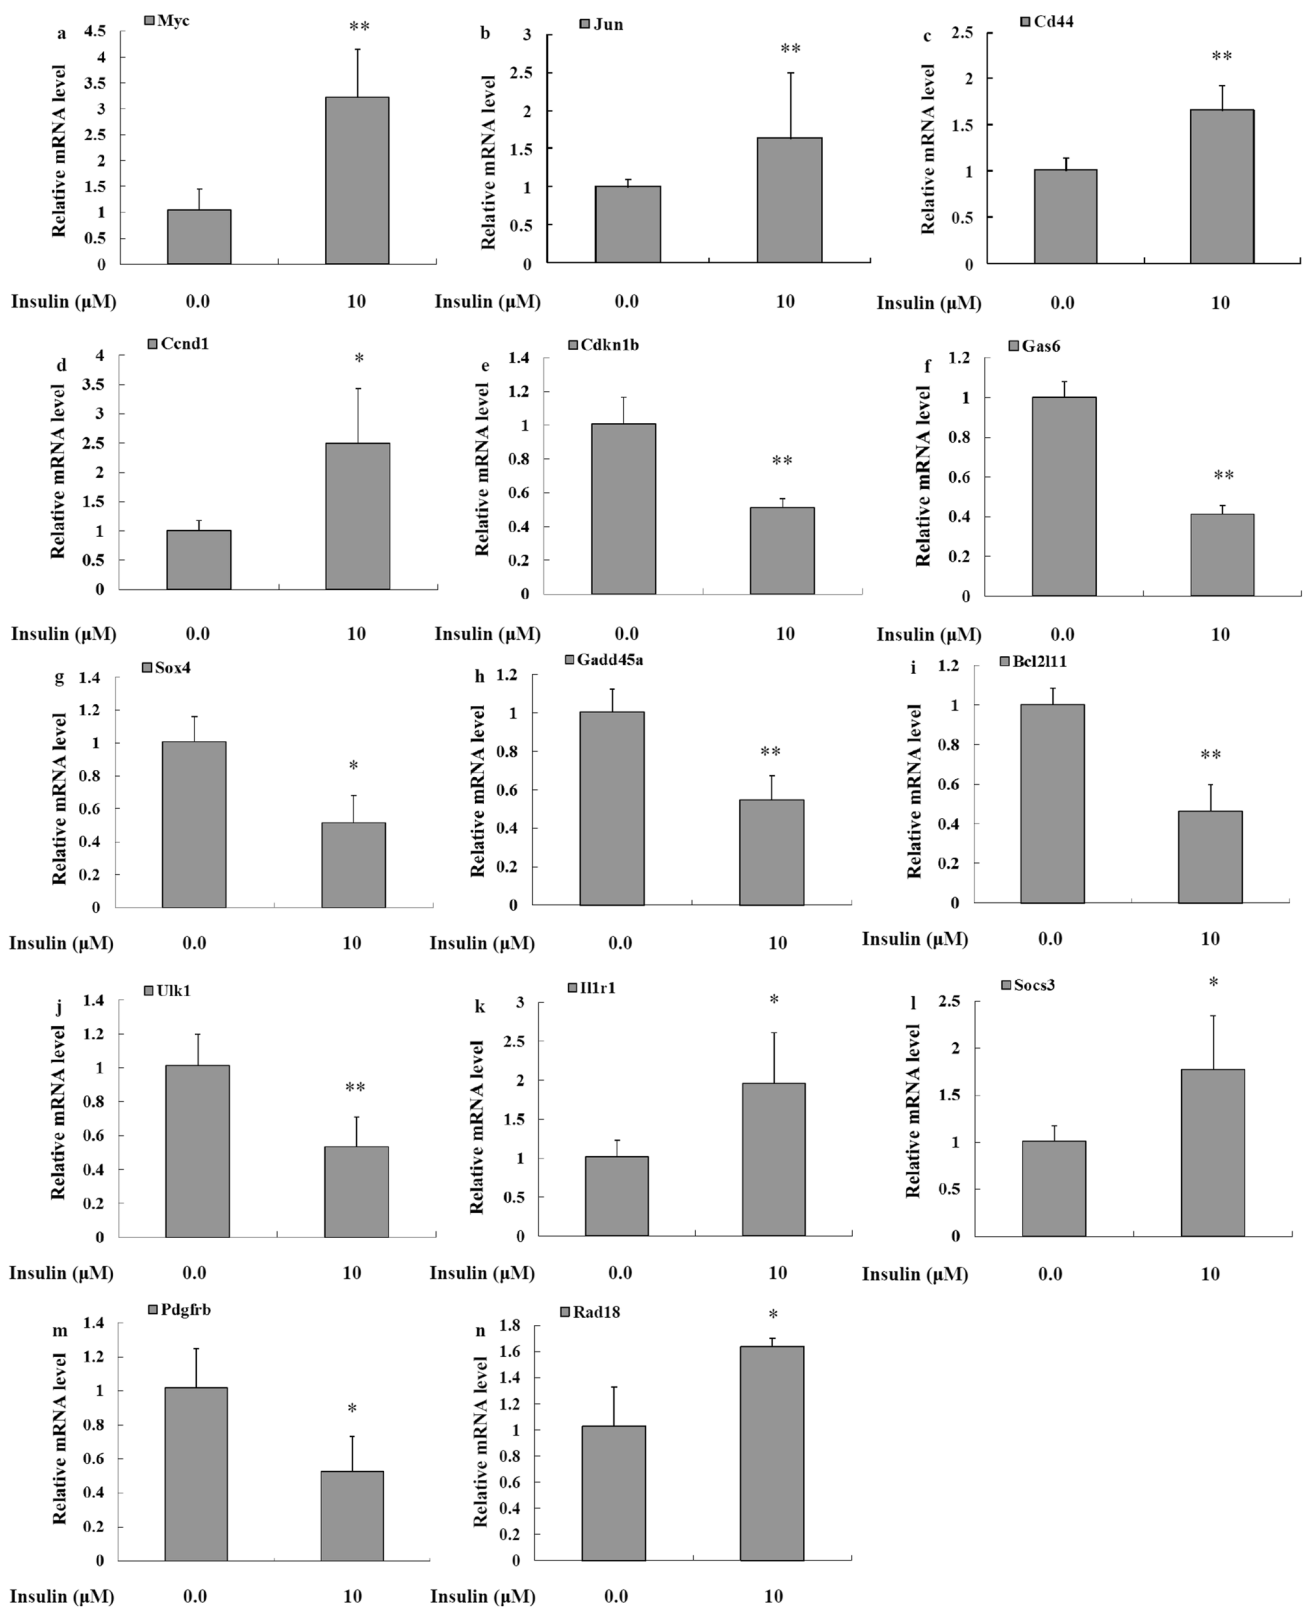 a
Myc
Relative mRNA level
4.5
4
3.5
3
2.5
2
1.5
1
0.5
0
**
Insulin (μM) 0.0 10
b
Jun
Relative mRNA level
3
2.5
2
1.5
1
0.5
0
**
Insulin (μM) 0.0 10
c
Cd44
Relative mRNA level
2.5
2
1.5
1
0.5
0
**
Insulin (μM) 0.0 10
d
Ccnd1
Relative mRNA level
4
3.5
3
2.5
2
1.5
1
0.5
0
*
Insulin (μM) 0.0 10
e
Cdkn1b
Relative mRNA level
1.4
1.2
1
0.8
0.6
0.4
0.2
0
**
Insulin (μM) 0.0 10
f
Gas6
Relative mRNA level
1.2
1
0.8
0.6
0.4
0.2
0
**
Insulin (μM) 0.0 10
g
Sox4
Relative mRNA level
1.4
1.2
1
0.8
0.6
0.4
0.2
0
*
Insulin (μM) 0.0 10
h
Gadd45a
Relative mRNA level
1.2
1
0.8
0.6
0.4
0.2
0
**
Insulin (μM) 0.0 10
i
Bcl2l11
Relative mRNA level
1.2
1
0.8
0.6
0.4
0.2
0
**
Insulin (μM) 0.0 10
j
Ulk1
Relative mRNA level
1.4
1.2
1
0.8
0.6
0.4
0.2
0
**
Insulin (μM) 0.0 10
k
Il1r1
Relative mRNA level
3
2.5
2
1.5
1
0.5
0
*
Insulin (μM) 0.0 10
l
Socs3
Relative mRNA level
2.5
2
1.5
1
0.5
0
*
Insulin (μM) 0.0 10
m
Pdgfrb
Relative mRNA level
1.4
1.2
1
0.8
0.6
0.4
0.2
0
*
Insulin (μM) 0.0 10
n
Rad18
Relative mRNA level
1.8
1.6
1.4
1.2
1
0.8
0.6
0.4
0.2
0
*
Insulin (μM) 0.0 10